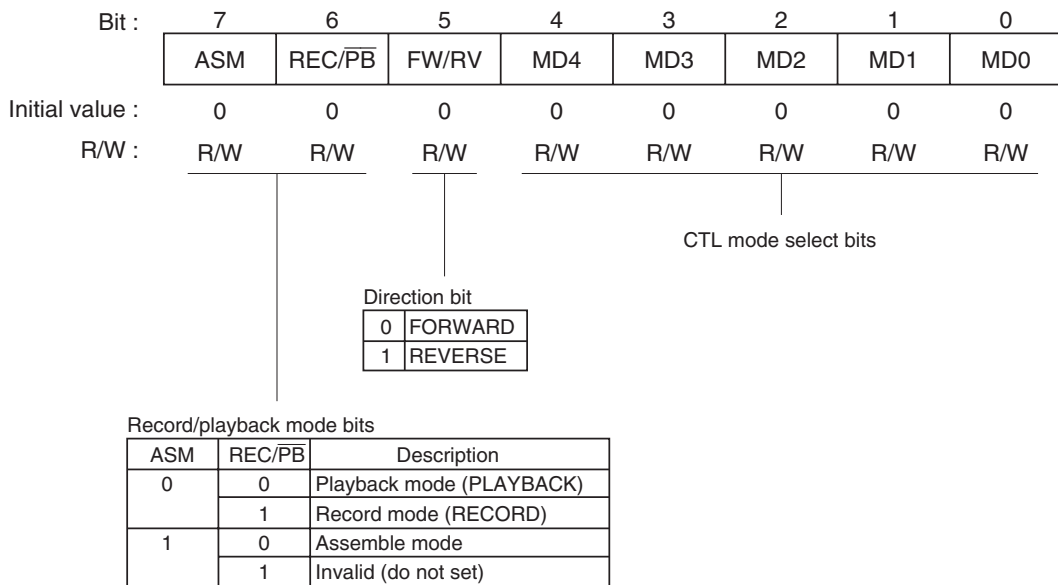 Bit : 7 6 5 4 3 2 1 0
ASM REC/P̅B̅ FW/RV MD4 MD3 MD2 MD1 MD0
Initial value : 0 0 0 0 0 0 0 0
R/W : R/W R/W R/W R/W R/W R/W R/W R/W
CTL mode select bits
Direction bit
0 FORWARD
1 REVERSE
Record/playback mode bits
ASM REC/P̅B̅ Description
0 0 Playback mode (PLAYBACK)
1 Record mode (RECORD)
1 0 Assemble mode
1 Invalid (do not set)